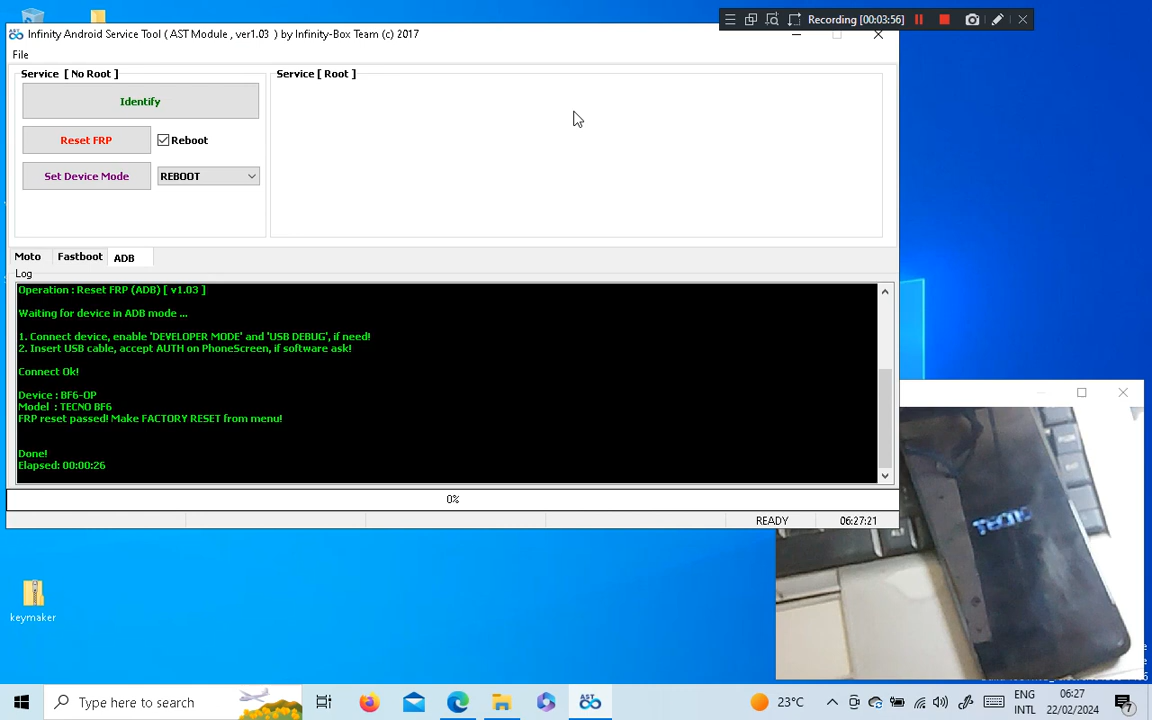 Recording [00:03:56]
Infinity Android Service Tool ( AST Module , ver1.03 ) by Infinity-Box Team (c) 2017
File
Service [ No Root ]
Service [ Root ]
Identify
Reset FRP
Reboot
Set Device Mode
REBOOT
Moto
Fastboot
ADB
Log
Operation : Reset FRP (ADB) [ v1.03 ]
Waiting for device in ADB mode ...
1. Connect device, enable 'DEVELOPER MODE' and 'USB DEBUG', if need!
2. Insert USB cable, accept AUTH on PhoneScreen, if software ask!
Connect Ok!
Device : BF6-OP
Model : TECNO BF6
FRP reset passed! Make FACTORY RESET from menu!
Done!
Elapsed: 00:00:26
0%
READY
06:27:21
TECNO
keymaker
Type here to search
AST
23°C
ENG
INTL
06:27
22/02/2024
7